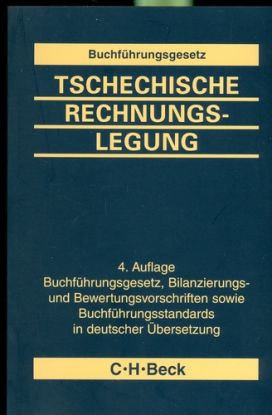 Buchführungsgesetz
TSCHECHISCHE
RECHNUNGS-
LEGUNG
4. Auflage
Buchführungsgesetz, Bilanzierungs-
und Bewertungsvorschriften sowie
Buchführungsstandards
in deutscher Übersetzung
C·H·Beck